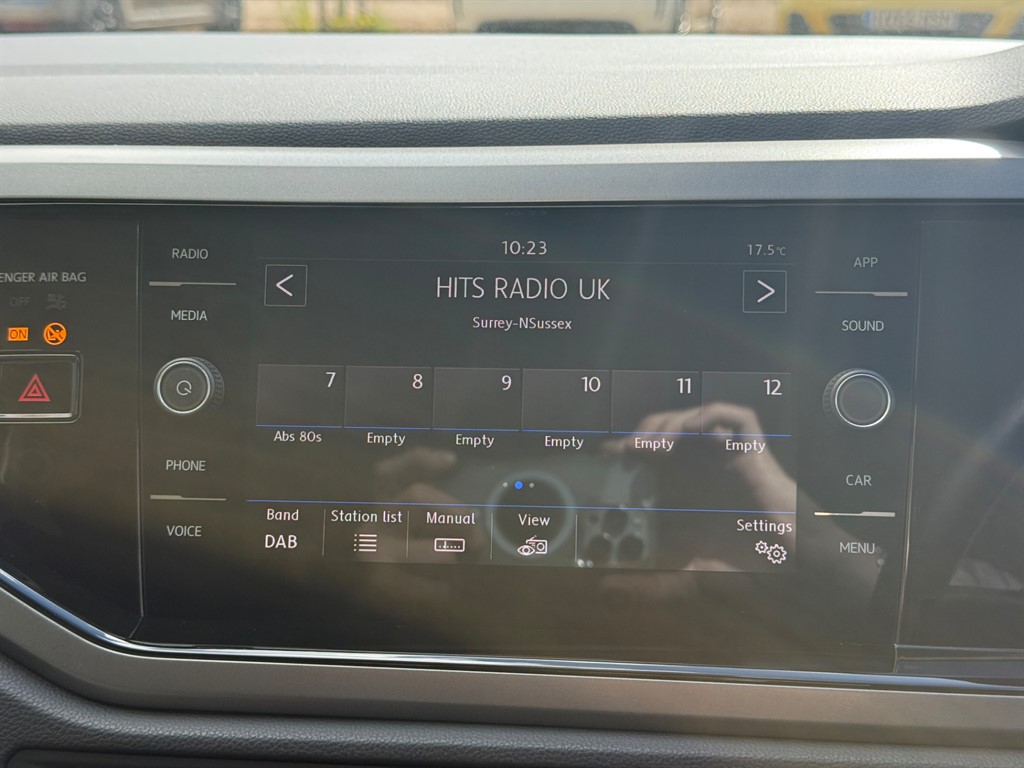 10:23
17.5°C
RADIO
MEDIA
PHONE
VOICE
ENGER AIR BAG
OFF
ON
HITS RADIO UK
Surrey-NSussex
7 8 9 10 11 12
Abs 80s Empty Empty Empty Empty Empty
Band Station list Manual View Settings
DAB
APP
SOUND
CAR
MENU